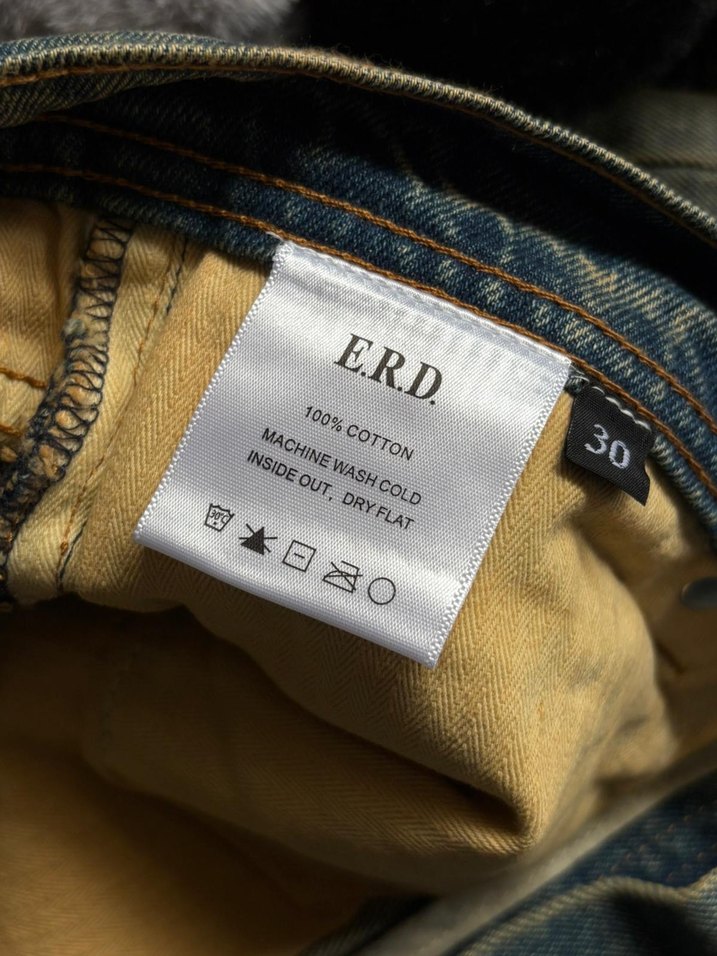 E.R.D.
100% COTTON
MACHINE WASH COLD
INSIDE OUT, DRY FLAT
30°C
30